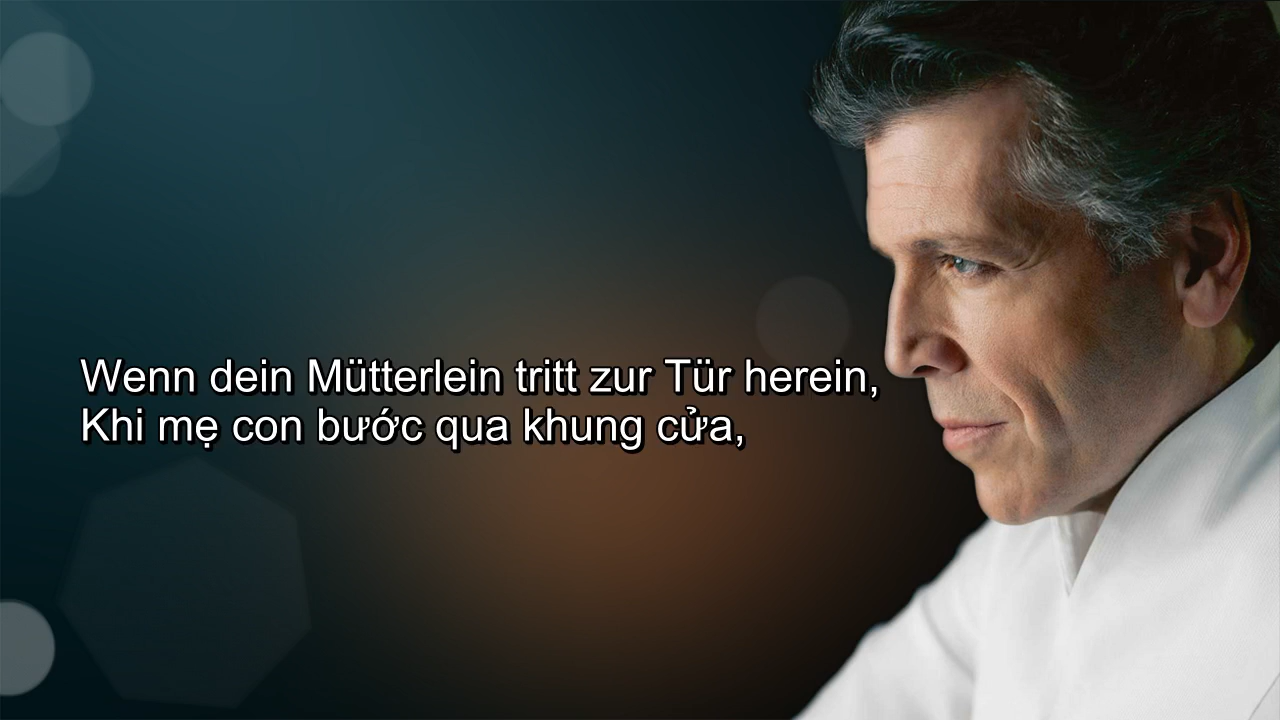 Wenn dein Mütterlein tritt zur Tür herein,
Khi mẹ con bước qua khung cửa,